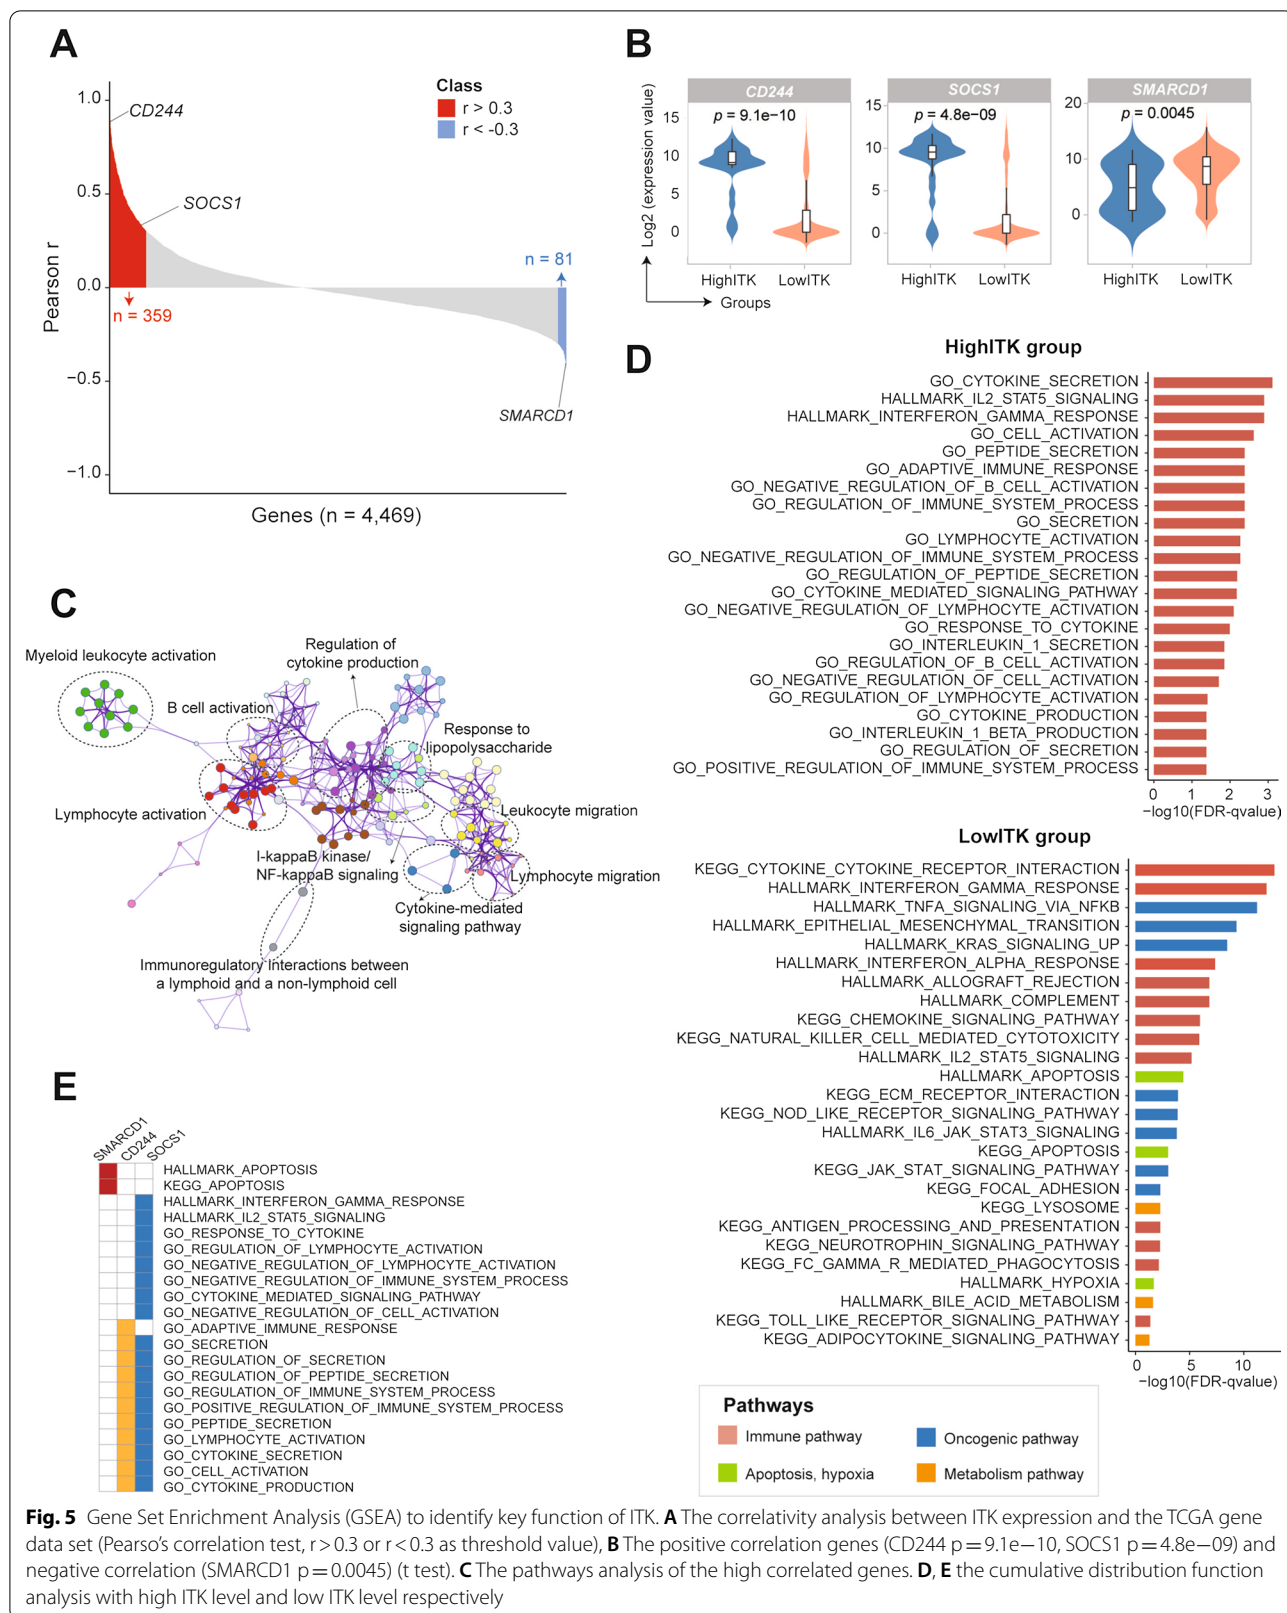 A
1.0
0.5
0.0
−0.5
−1.0
Pearson r
CD244
SOCS1
Class
r > 0.3
r < -0.3
n = 81
n = 359
SMARCD1
Genes (n = 4,469)
B
CD244
SOCS1
SMARCD1
p = 9.1e−10
p = 4.8e−09
p = 0.0045
Log2 (expression value)
15
10
5
0
15
10
5
0
20
10
0
HighITK LowITK
HighITK LowITK
HighITK LowITK
Groups
C
Myeloid leukocyte activation
Regulation of
cytokine production
B cell activation
Response to
lipopolysaccharide
Lymphocyte activation
Leukocyte migration
I-kappaB kinase/
NF-kappaB signaling
Lymphocyte migration
Cytokine-mediated
signaling pathway
Immunoregulatory interactions between
a lymphoid and a non-lymphoid cell
D
HighITK group
GO_CYTOKINE_SECRETION
HALLMARK_IL2_STAT5_SIGNALING
HALLMARK_INTERFERON_GAMMA_RESPONSE
GO_CELL_ACTIVATION
GO_PEPTIDE_SECRETION
GO_ADAPTIVE_IMMUNE_RESPONSE
GO_NEGATIVE_REGULATION_OF_B_CELL_ACTIVATION
GO_REGULATION_OF_IMMUNE_SYSTEM_PROCESS
GO_SECRETION
GO_LYMPHOCYTE_ACTIVATION
GO_NEGATIVE_REGULATION_OF_IMMUNE_SYSTEM_PROCESS
GO_REGULATION_OF_PEPTIDE_SECRETION
GO_CYTOKINE_MEDIATED_SIGNALING_PATHWAY
GO_NEGATIVE_REGULATION_OF_LYMPHOCYTE_ACTIVATION
GO_RESPONSE_TO_CYTOKINE
GO_INTERLEUKIN_1_SECRETION
GO_REGULATION_OF_B_CELL_ACTIVATION
GO_NEGATIVE_REGULATION_OF_CELL_ACTIVATION
GO_REGULATION_OF_LYMPHOCYTE_ACTIVATION
GO_CYTOKINE_PRODUCTION
GO_INTERLEUKIN_1_BETA_PRODUCTION
GO_REGULATION_OF_SECRETION
GO_POSITIVE_REGULATION_OF_IMMUNE_SYSTEM_PROCESS
0 1 2 3
−log10(FDR-qvalue)
LowITK group
KEGG_CYTOKINE_CYTOKINE_RECEPTOR_INTERACTION
HALLMARK_INTERFERON_GAMMA_RESPONSE
HALLMARK_TNFA_SIGNALING_VIA_NFKB
HALLMARK_EPITHELIAL_MESENCHYMAL_TRANSITION
HALLMARK_KRAS_SIGNALING_UP
HALLMARK_INTERFERON_ALPHA_RESPONSE
HALLMARK_ALLOGRAFT_REJECTION
HALLMARK_COMPLEMENT
KEGG_CHEMOKINE_SIGNALING_PATHWAY
KEGG_NATURAL_KILLER_CELL_MEDIATED_CYTOTOXICITY
HALLMARK_IL2_STAT5_SIGNALING
HALLMARK_APOPTOSIS
KEGG_ECM_RECEPTOR_INTERACTION
KEGG_NOD_LIKE_RECEPTOR_SIGNALING_PATHWAY
HALLMARK_IL6_JAK_STAT3_SIGNALING
KEGG_APOPTOSIS
KEGG_JAK_STAT_SIGNALING_PATHWAY
KEGG_FOCAL_ADHESION
KEGG_LYSOSOME
KEGG_ANTIGEN_PROCESSING_AND_PRESENTATION
KEGG_NEUROTROPHIN_SIGNALING_PATHWAY
KEGG_FC_GAMMA_R_MEDIATED_PHAGOCYTOSIS
HALLMARK_HYPOXIA
HALLMARK_BILE_ACID_METABOLISM
KEGG_TOLL_LIKE_RECEPTOR_SIGNALING_PATHWAY
KEGG_ADIPOCYTOKINE_SIGNALING_PATHWAY
0 5 10
−log10(FDR-qvalue)
Pathways
Immune pathway
Oncogenic pathway
Apoptosis, hypoxia
Metabolism pathway
E
SMARCD1
CD244
SOCS1
HALLMARK_APOPTOSIS
KEGG_APOPTOSIS
HALLMARK_INTERFERON_GAMMA_RESPONSE
HALLMARK_IL2_STAT5_SIGNALING
GO_RESPONSE_TO_CYTOKINE
GO_REGULATION_OF_LYMPHOCYTE_ACTIVATION
GO_NEGATIVE_REGULATION_OF_LYMPHOCYTE_ACTIVATION
GO_NEGATIVE_REGULATION_OF_IMMUNE_SYSTEM_PROCESS
GO_CYTOKINE_MEDIATED_SIGNALING_PATHWAY
GO_NEGATIVE_REGULATION_OF_CELL_ACTIVATION
GO_ADAPTIVE_IMMUNE_RESPONSE
GO_SECRETION
GO_REGULATION_OF_SECRETION
GO_REGULATION_OF_PEPTIDE_SECRETION
GO_REGULATION_OF_IMMUNE_SYSTEM_PROCESS
GO_POSITIVE_REGULATION_OF_IMMUNE_SYSTEM_PROCESS
GO_PEPTIDE_SECRETION
GO_LYMPHOCYTE_ACTIVATION
GO_CYTOKINE_SECRETION
GO_CELL_ACTIVATION
GO_CYTOKINE_PRODUCTION
Fig. 5 Gene Set Enrichment Analysis (GSEA) to identify key function of ITK. A The correlativity analysis between ITK expression and the TCGA gene
data set (Pearso's correlation test, r > 0.3 or r < 0.3 as threshold value), B The positive correlation genes (CD244 p = 9.1e−10, SOCS1 p = 4.8e−09) and
negative correlation (SMARCD1 p = 0.0045) (t test). C The pathways analysis of the high correlated genes. D, E the cumulative distribution function
analysis with high ITK level and low ITK level respectively